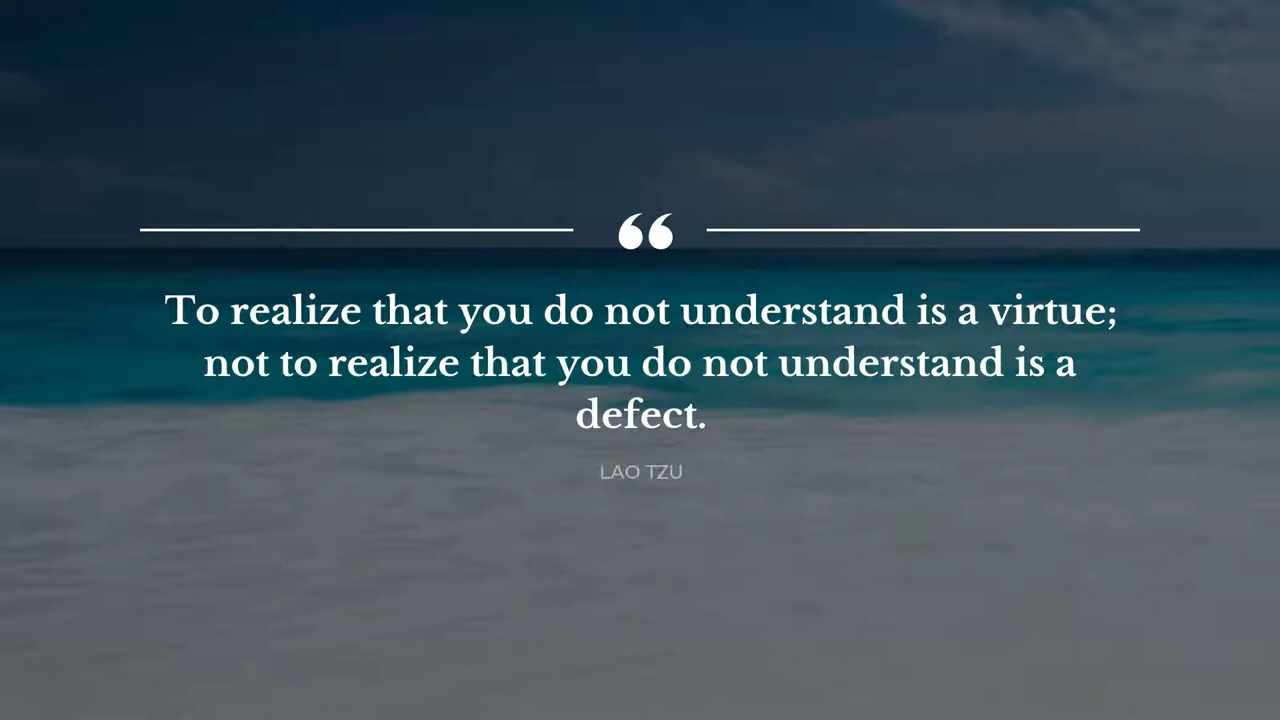 “
To realize that you do not understand is a virtue;
not to realize that you do not understand is a
defect.
LAO TZU